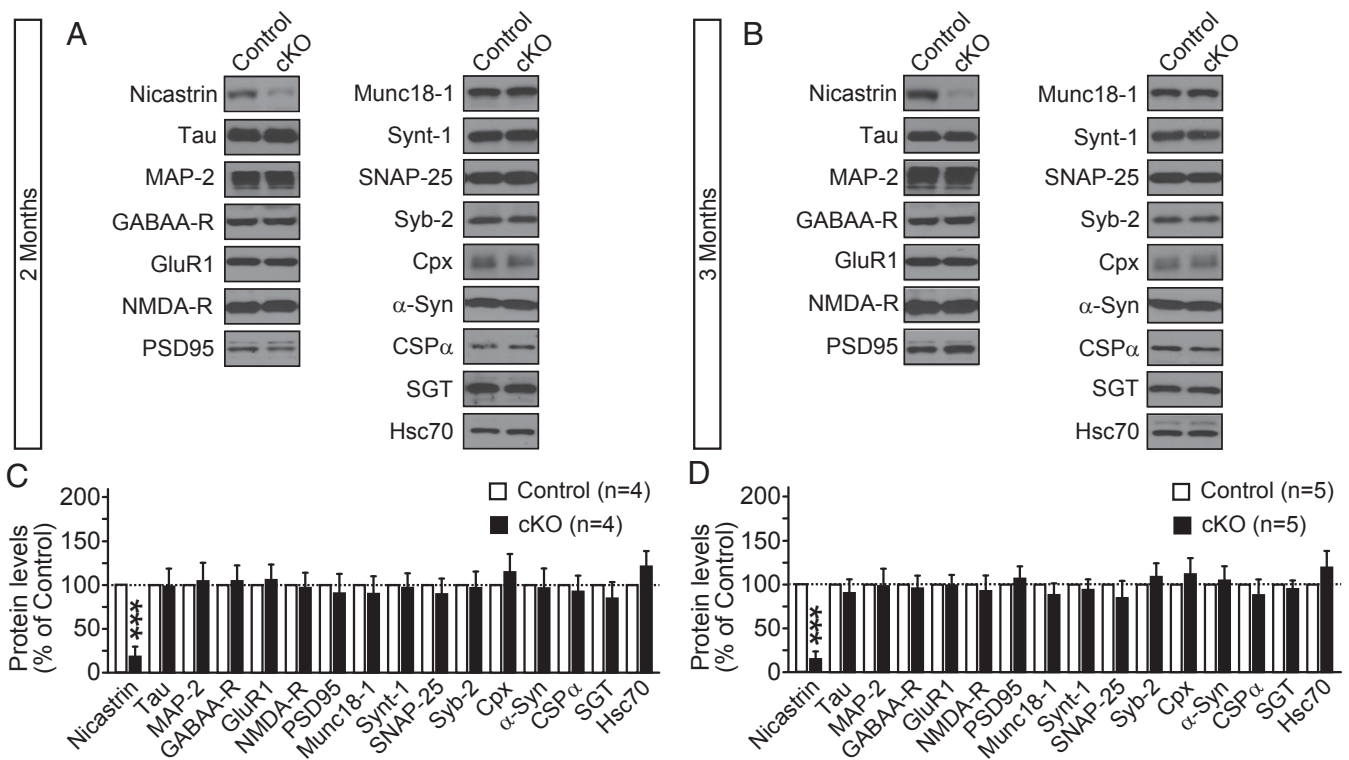 A
2 Months
Control cKO
Nicastrin
Tau
MAP-2
GABAA-R
GluR1
NMDA-R
PSD95
Control cKO
Munc18-1
Synt-1
SNAP-25
Syb-2
Cpx
α-Syn
CSPα
SGT
Hsc70
B
3 Months
Control cKO
Nicastrin
Tau
MAP-2
GABAA-R
GluR1
NMDA-R
PSD95
Control cKO
Munc18-1
Synt-1
SNAP-25
Syb-2
Cpx
α-Syn
CSPα
SGT
Hsc70
C
Protein levels
(% of Control)
200
150
100
50
0
Control (n=4)
cKO (n=4)
***
Nicastrin
Tau
MAP-2
GABAA-R
GluR1
NMDA-R
PSD95
Munc18-1
Synt-1
SNAP-25
Syb-2
Cpx
α-Syn
CSPα
SGT
Hsc70
D
Protein levels
(% of Control)
200
150
100
50
0
Control (n=5)
cKO (n=5)
***
Nicastrin
Tau
MAP-2
GABAA-R
GluR1
NMDA-R
PSD95
Munc18-1
Synt-1
SNAP-25
Syb-2
Cpx
α-Syn
CSPα
SGT
Hsc70